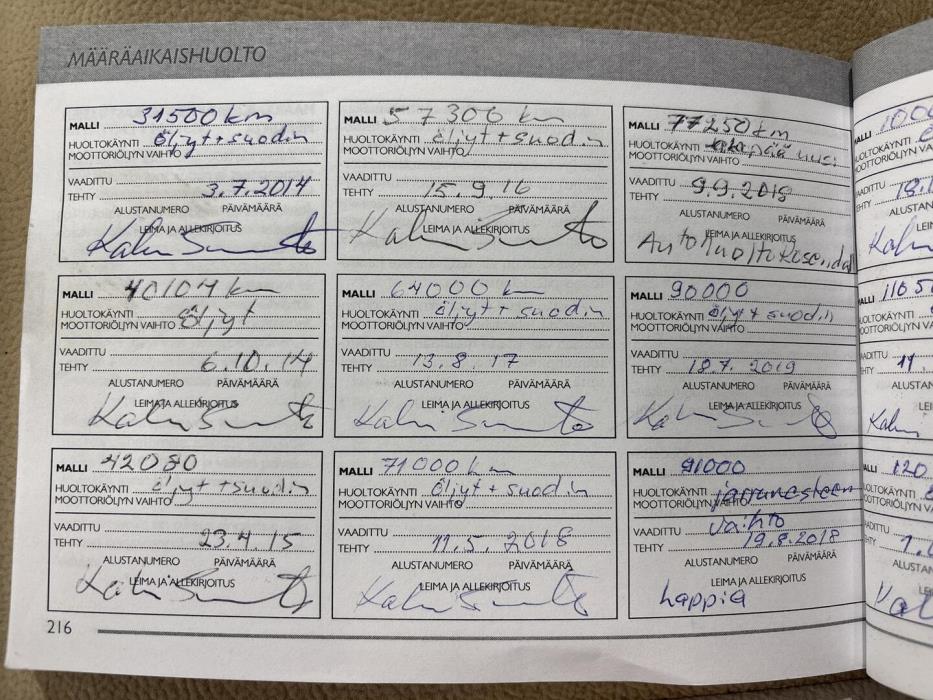 MÄÄRÄAIKAISHUOLTO
MALLI 31500 km
HUOLTOKÄYNTI öljyt + suodin
MOOTTORIÖLJYN VAIHTO
VAADITTU
TEHTY 3.7.2014
ALUSTANUMERO PÄIVÄMÄÄRÄ
LEIMA JA ALLEKIRJOITUS
MALLI 40104 km
HUOLTOKÄYNTI öljyt
MOOTTORIÖLJYN VAIHTO
VAADITTU
TEHTY 6.10.14
ALUSTANUMERO PÄIVÄMÄÄRÄ
LEIMA JA ALLEKIRJOITUS
MALLI 42080
HUOLTOKÄYNTI öljyt + suodin
MOOTTORIÖLJYN VAIHTO
VAADITTU
TEHTY 23.4.15
ALUSTANUMERO PÄIVÄMÄÄRÄ
LEIMA JA ALLEKIRJOITUS
MALLI 57300 km
HUOLTOKÄYNTI öljyt + suodin
MOOTTORIÖLJYN VAIHTO
VAADITTU
TEHTY 15.9.16
ALUSTANUMERO PÄIVÄMÄÄRÄ
LEIMA JA ALLEKIRJOITUS
MALLI 64000 km
HUOLTOKÄYNTI öljyt + suodin
MOOTTORIÖLJYN VAIHTO
VAADITTU
TEHTY 13.8.17
ALUSTANUMERO PÄIVÄMÄÄRÄ
LEIMA JA ALLEKIRJOITUS
MALLI 71000 km
HUOLTOKÄYNTI öljyt + suodin
MOOTTORIÖLJYN VAIHTO
VAADITTU
TEHTY 11.5.2018
ALUSTANUMERO PÄIVÄMÄÄRÄ
LEIMA JA ALLEKIRJOITUS
MALLI 77250 km
HUOLTOKÄYNTI
MOOTTORIÖLJYN VAIHTO
VAADITTU
TEHTY 9.9.2018
ALUSTANUMERO PÄIVÄMÄÄRÄ
LEIMA JA ALLEKIRJOITUS
MALLI 90000
HUOLTOKÄYNTI öljyt + suodin
MOOTTORIÖLJYN VAIHTO
VAADITTU
TEHTY 18.7.2019
ALUSTANUMERO PÄIVÄMÄÄRÄ
LEIMA JA ALLEKIRJOITUS
MALLI 91000
HUOLTOKÄYNTI jarrunesteen
MOOTTORIÖLJYN VAIHTO
VAADITTU vaihto
TEHTY 19.8.2018
ALUSTANUMERO PÄIVÄMÄÄRÄ
LEIMA JA ALLEKIRJOITUS
Lappia
216